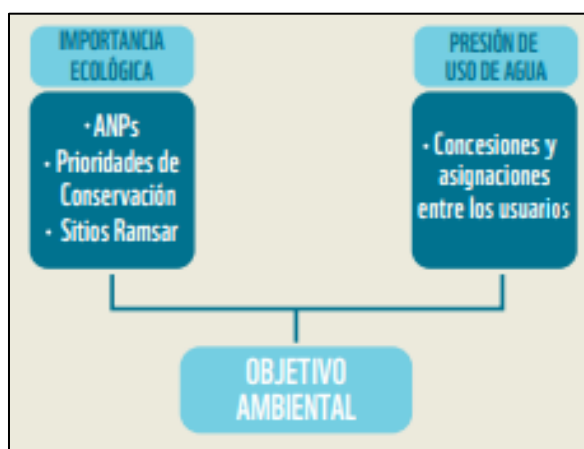 IMPORTANCIA
ECOLÓGICA
• ANPs
• Prioridades de
Conservación
• Sitios Ramsar
PRESIÓN DE
USO DE AGUA
• Concesiones y
asignaciones
entre los usuarios
OBJETIVO
AMBIENTAL